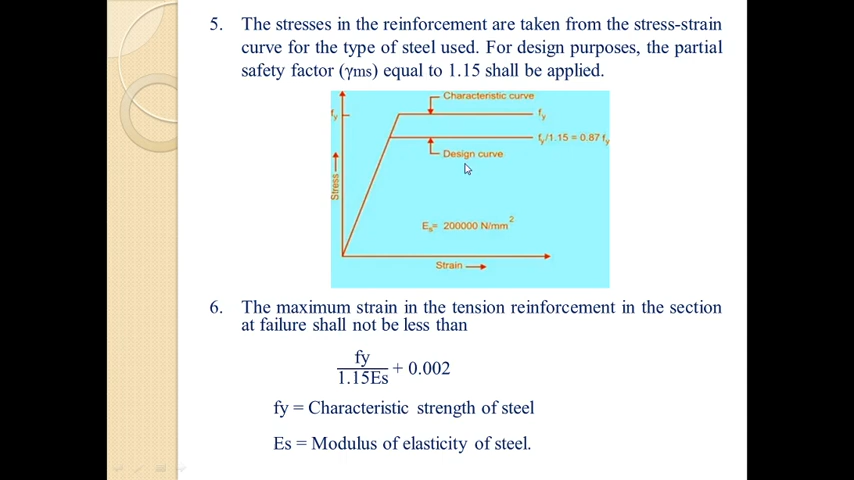 5. The stresses in the reinforcement are taken from the stress-strain
curve for the type of steel used. For design purposes, the partial
safety factor (γms) equal to 1.15 shall be applied.
Characteristic curve
fy
fy
fy/1.15 = 0.87 fy
Design curve
Stress
Es= 200000 N/mm²
Strain
6. The maximum strain in the tension reinforcement in the section
at failure shall not be less than
fy
1.15Es
+ 0.002
fy = Characteristic strength of steel
Es = Modulus of elasticity of steel.